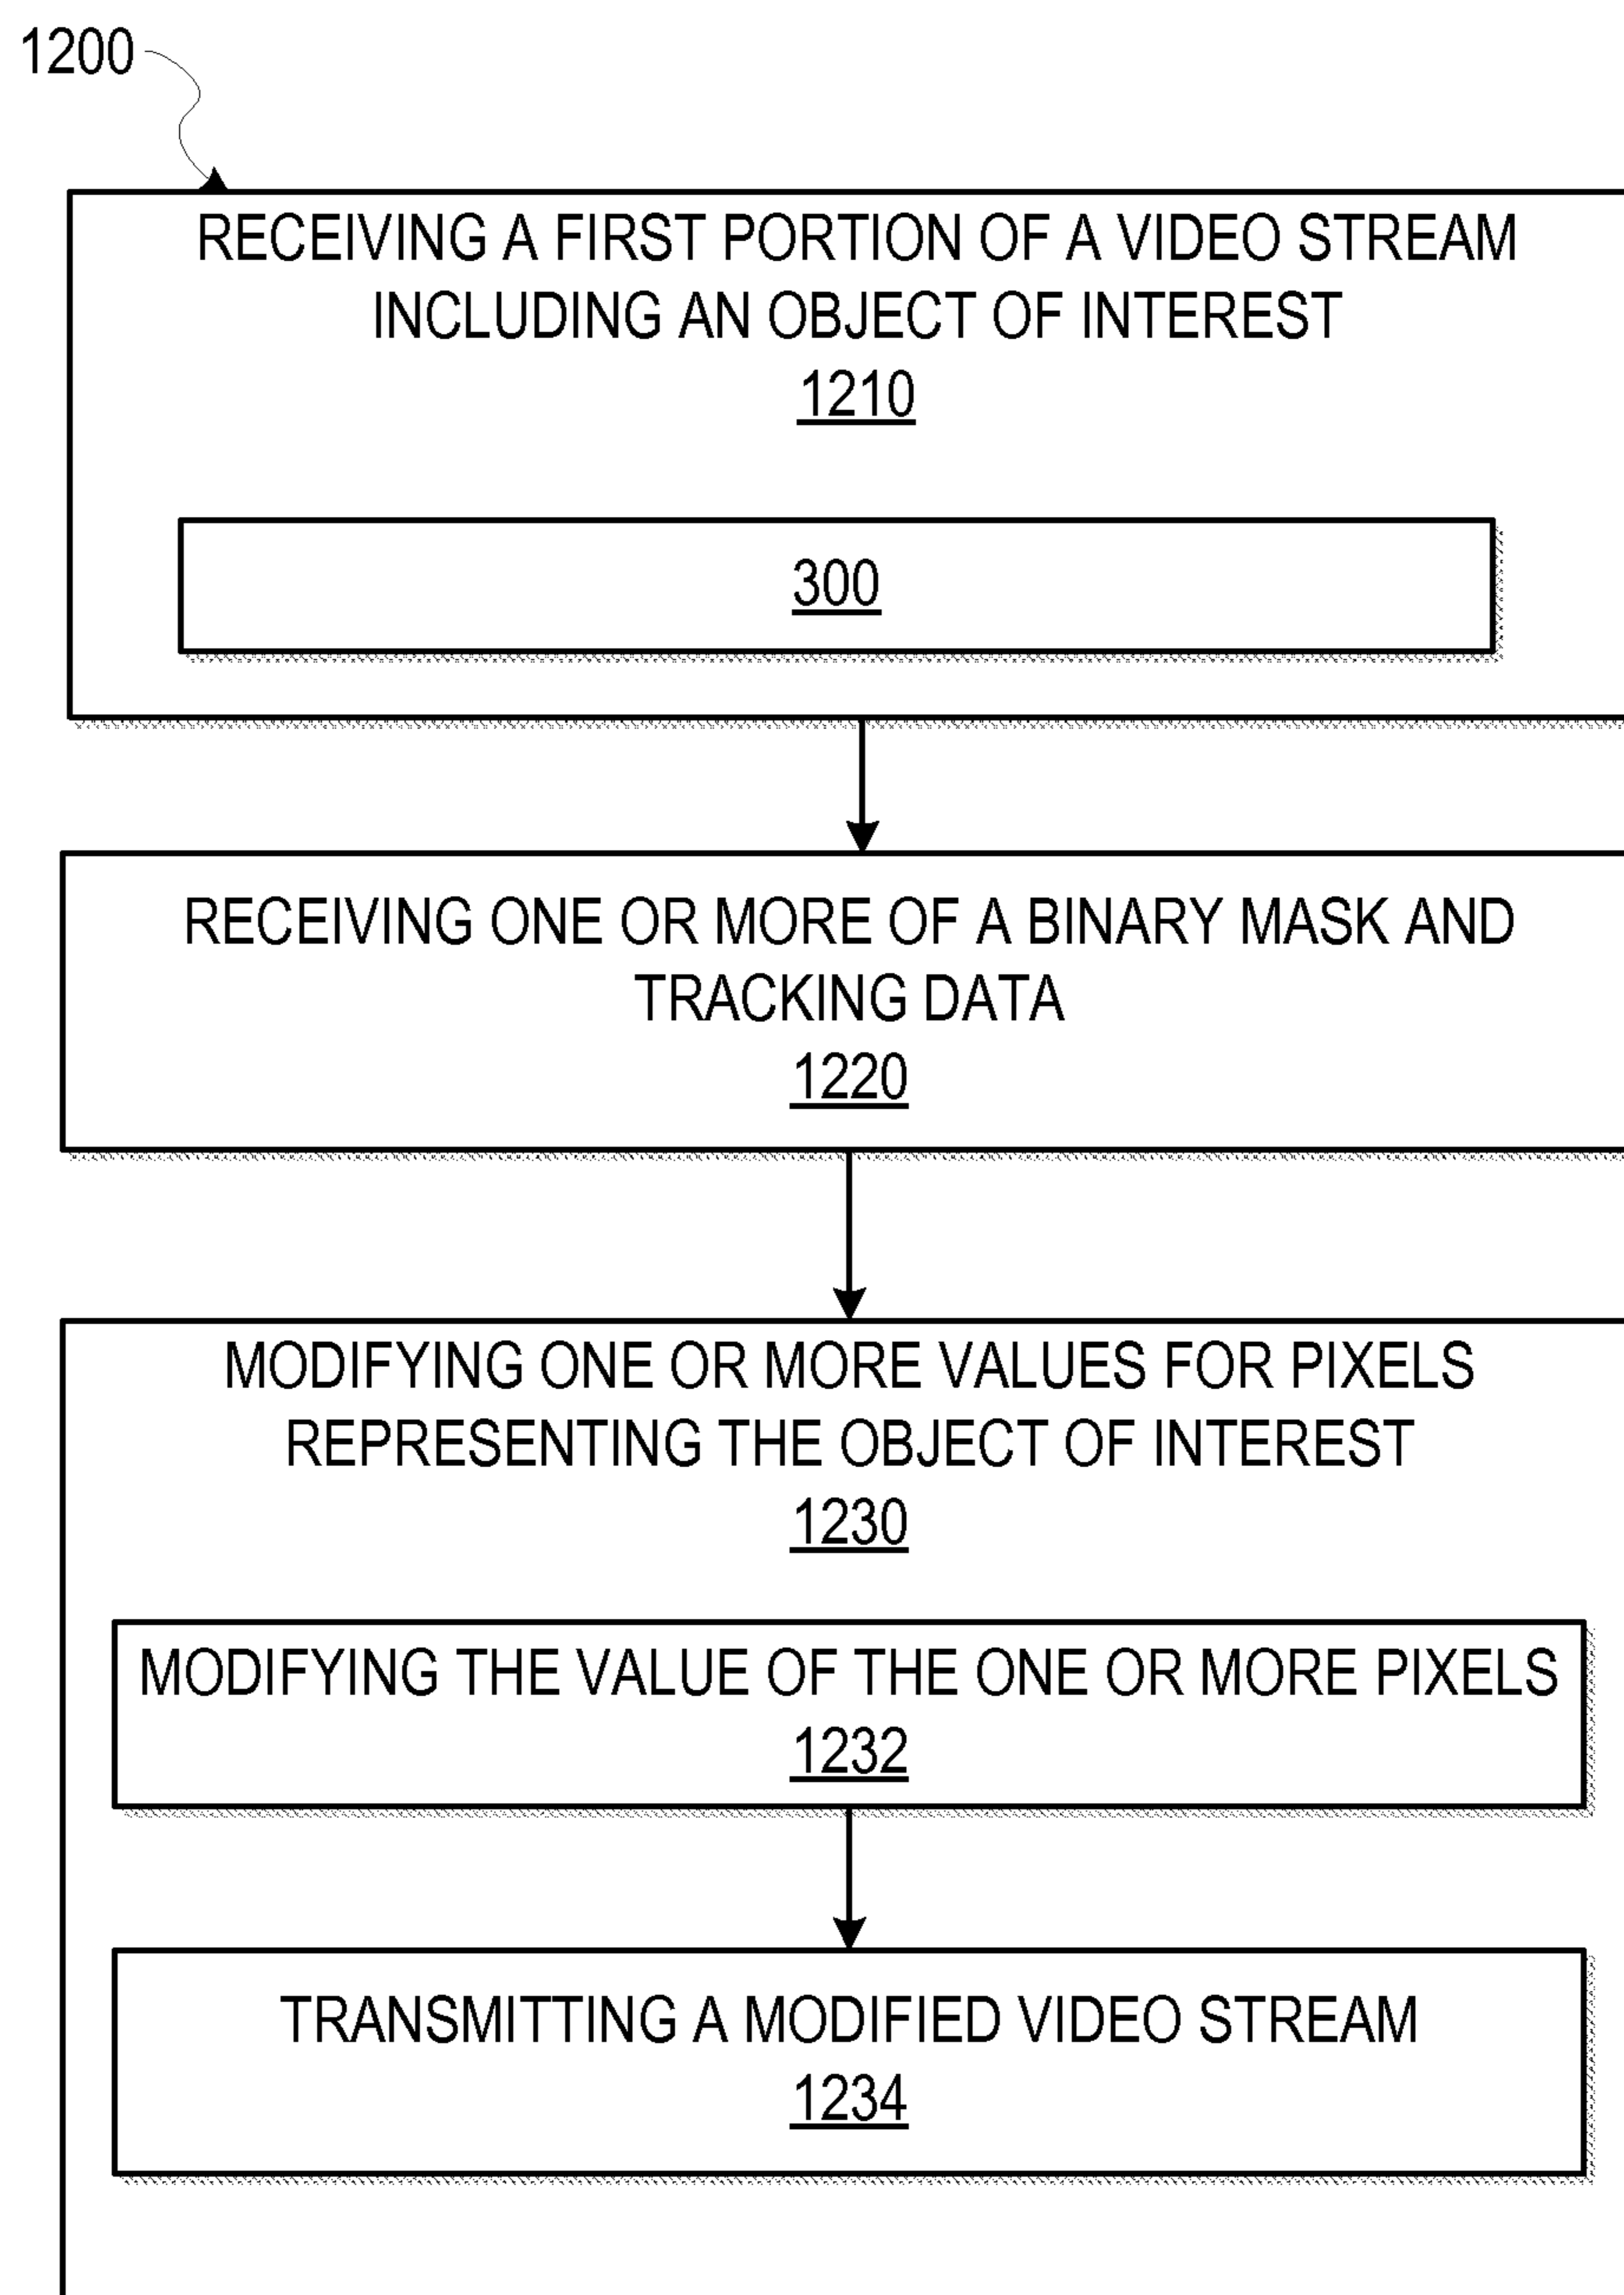 1200
RECEIVING A FIRST PORTION OF A VIDEO STREAM
INCLUDING AN OBJECT OF INTEREST
1210
300
RECEIVING ONE OR MORE OF A BINARY MASK AND
TRACKING DATA
1220
MODIFYING ONE OR MORE VALUES FOR PIXELS
REPRESENTING THE OBJECT OF INTEREST
1230
MODIFYING THE VALUE OF THE ONE OR MORE PIXELS
1232
TRANSMITTING A MODIFIED VIDEO STREAM
1234